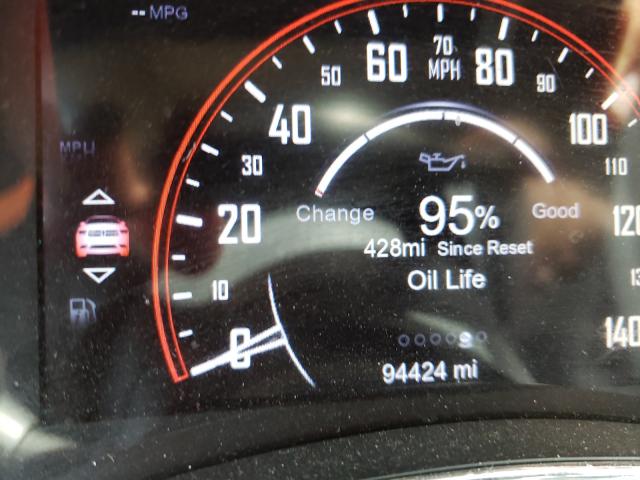 -- MPG
70
60 MPH 80
50 90
40 100
MPH
30 110
Change 95% Good
20 120
428mi Since Reset
Oil Life
10
0 140
94424 mi